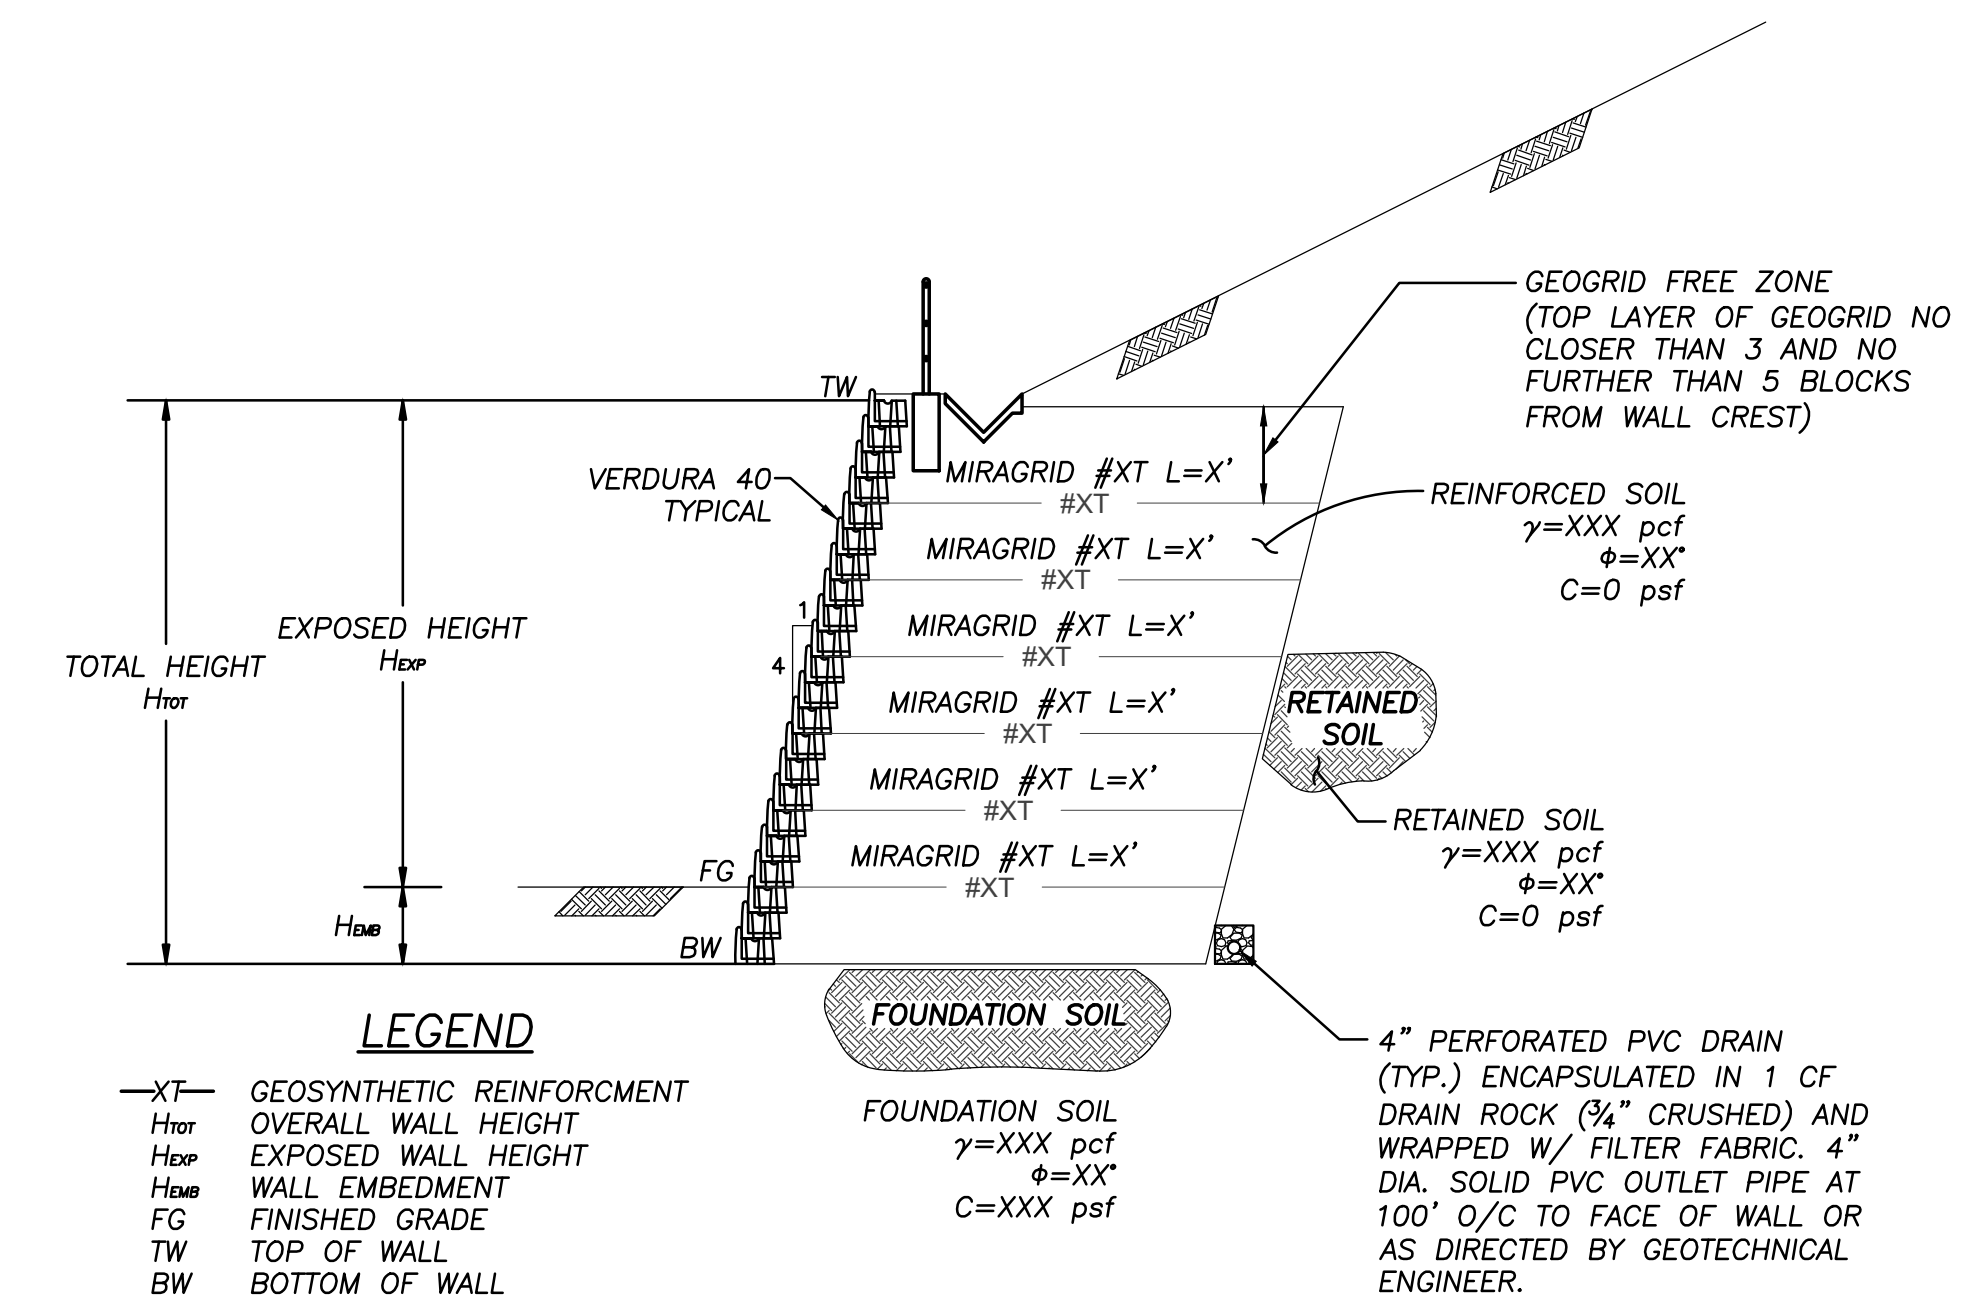 GEOGRID FREE ZONE
(TOP LAYER OF GEOGRID NO
CLOSER THAN 3 AND NO
FURTHER THAN 5 BLOCKS
FROM WALL CREST)
TW
VERDURA 40
TYPICAL
MIRAGRID #XT L=X'
#XT
REINFORCED SOIL
γ=XXX pcf
φ=XX°
C=0 psf
MIRAGRID #XT L=X'
#XT
1
4
MIRAGRID #XT L=X'
#XT
EXPOSED HEIGHT
HEXP
TOTAL HEIGHT
HTOT
MIRAGRID #XT L=X'
#XT
RETAINED
SOIL
MIRAGRID #XT L=X'
#XT
RETAINED SOIL
γ=XXX pcf
φ=XX°
C=0 psf
MIRAGRID #XT L=X'
#XT
FG
HEMB
BW
FOUNDATION SOIL
FOUNDATION SOIL
γ=XXX pcf
φ=XX°
C=XXX psf
4" PERFORATED PVC DRAIN
(TYP.) ENCAPSULATED IN 1 CF
DRAIN ROCK (¾" CRUSHED) AND
WRAPPED W/ FILTER FABRIC. 4"
DIA. SOLID PVC OUTLET PIPE AT
100' O/C TO FACE OF WALL OR
AS DIRECTED BY GEOTECHNICAL
ENGINEER.
LEGEND
XT GEOSYNTHETIC REINFORCMENT
HTOT OVERALL WALL HEIGHT
HEXP EXPOSED WALL HEIGHT
HEMB WALL EMBEDMENT
FG FINISHED GRADE
TW TOP OF WALL
BW BOTTOM OF WALL